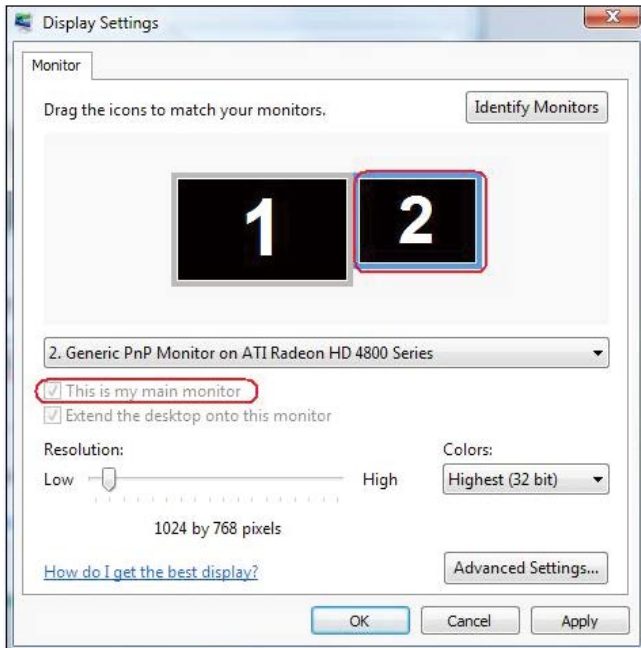 Display Settings
Monitor
Drag the icons to match your monitors.
Identify Monitors
1
2
2. Generic PnP Monitor on ATI Radeon HD 4800 Series
This is my main monitor
Extend the desktop onto this monitor
Resolution:
Colors:
Low
High
Highest (32 bit)
1024 by 768 pixels
How do I get the best display?
Advanced Settings...
OK
Cancel
Apply